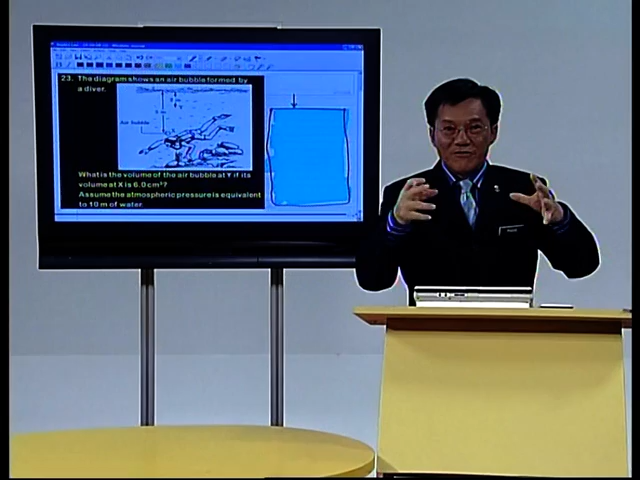 23. The diagram shows an air bubble formed by
a diver.
Air bubble
What is the volume of the air bubble at Y if its
volume at X is 6.0 cm³?
Assume the atmospheric pressure is equivalent
to 10 m of water.